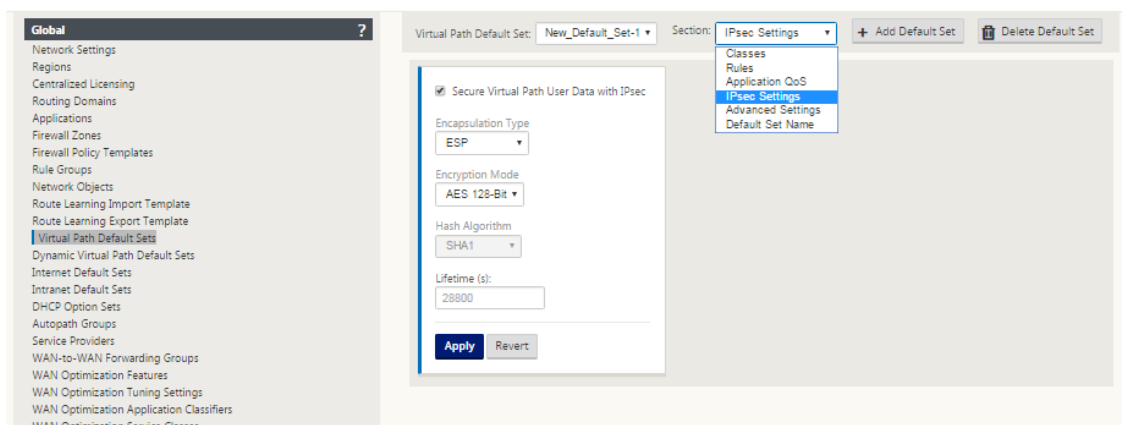 Global ?
Network Settings
Regions
Centralized Licensing
Routing Domains
Applications
Firewall Zones
Firewall Policy Templates
Rule Groups
Network Objects
Route Learning Import Template
Route Learning Export Template
Virtual Path Default Sets
Dynamic Virtual Path Default Sets
Internet Default Sets
Intranet Default Sets
DHCP Option Sets
Autopath Groups
Service Providers
WAN-to-WAN Forwarding Groups
WAN Optimization Features
WAN Optimization Tuning Settings
WAN Optimization Application Classifiers
WAN Optimization Service Classes
Virtual Path Default Set: New_Default_Set-1 Section: IPsec Settings + Add Default Set Delete Default Set
Classes
Rules
Application QoS
IPsec Settings
Advanced Settings
Default Set Name
Secure Virtual Path User Data with IPsec
Encapsulation Type
ESP
Encryption Mode
AES 128-Bit
Hash Algorithm
SHA1
Lifetime (s):
28800
Apply Revert